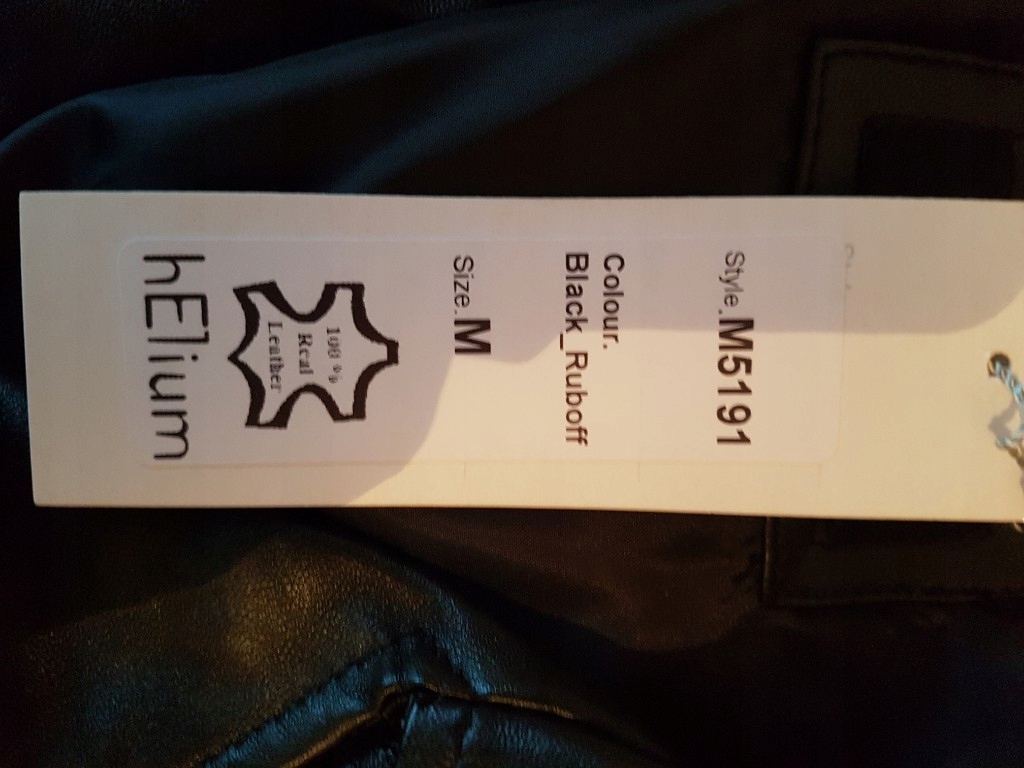 Style.M5191
Colour.
Black_Ruboff
Size.M
100 %
Real
Leather
hElium